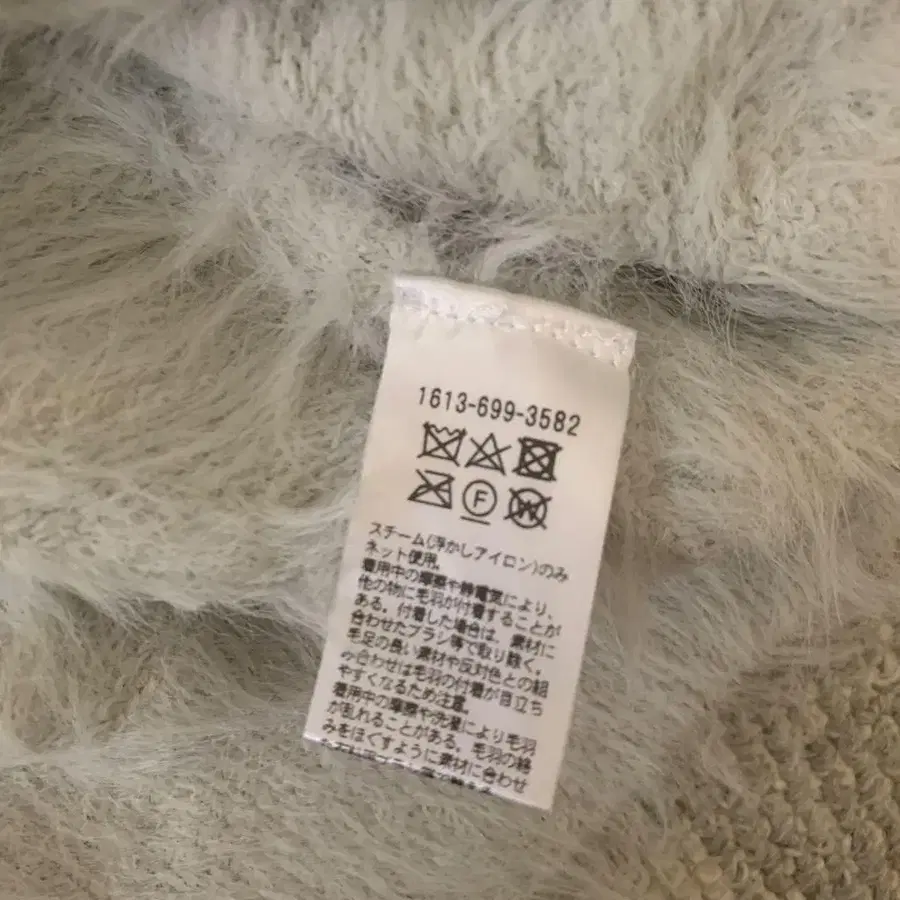 1613-699-3582
F
W
スチーム(浮かしアイロン)のみ
ネット使用。
着用中の摩擦や静電気により、
他の物に毛羽が付着することが
ある。付着した場合は、素材に
合わせたブラシ等で取り除く。
毛足の長い素材や反対色との組
み合わせは毛羽の付着が目立ち
やすくなるため注意。
着用中の摩擦や洗濯により毛羽
が乱れることがある。毛羽の絡
みをほぐすように素材に合わせ